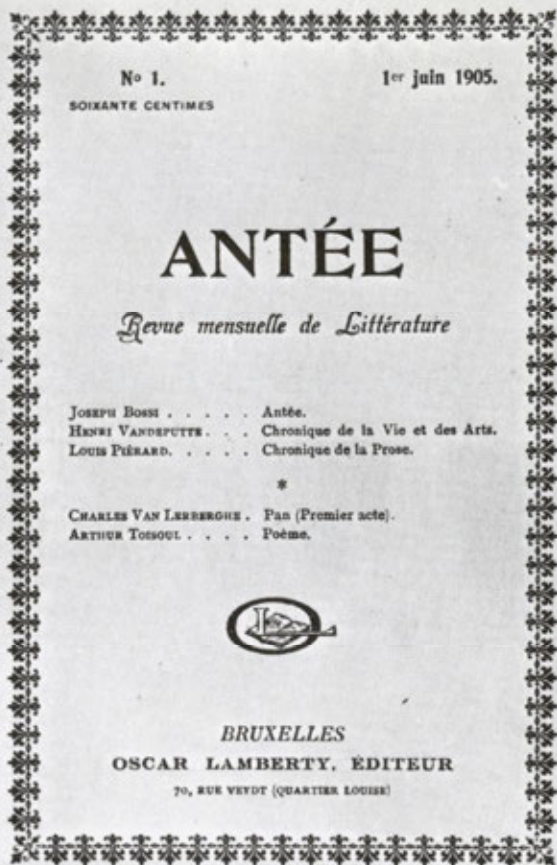 No 1. 1er juin 1905.
SOIXANTE CENTIMES
ANTÉE
Revue mensuelle de Littérature
JOSEPH BOSSI . . . . . Antée.
HENRI VANDEPUTTE. . . Chronique de la Vie et des Arts.
LOUIS PIÉRARD. . . . . Chronique de la Prose.
*
CHARLES VAN LERBERGHE . Pan (Premier acte).
ARTHUR TOISOUL . . . . Poème.
BRUXELLES
OSCAR LAMBERTY, ÉDITEUR
70, RUE VEYDT (QUARTIER LOUISE)